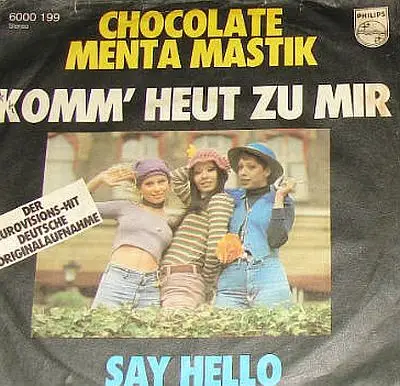 6000 199
Stereo
CHOCOLATE
MENTA MASTIK
PHILIPS
KOMM' HEUT ZU MIR
DER
EUROVISIONS-HIT
DEUTSCHE
ORIGINALAUFNAHME
SAY HELLO